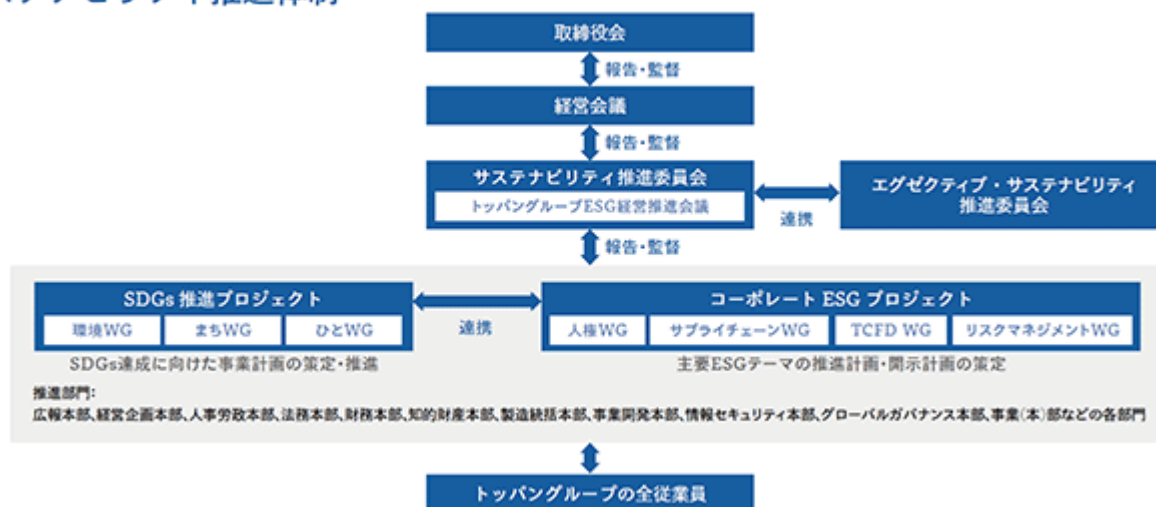 取締役会
報告・監督
経営会議
報告・監督
サステナビリティ推進委員会
トッパングループESG経営推進会議
連携
エグゼクティブ・サステナビリティ
推進委員会
報告・監督
SDGs 推進プロジェクト
環境WG
まちWG
ひとWG
SDGs達成に向けた事業計画の策定・推進
連携
コーポレート ESG プロジェクト
人権WG
サプライチェーンWG
TCFD WG
リスクマネジメントWG
主要ESGテーマの推進計画・開示計画の策定
推進部門：
広報本部、経営企画本部、人事労政本部、法務本部、財務本部、知的財産本部、製造統括本部、事業開発本部、情報セキュリティ本部、グローバルガバナンス本部、事業（本）部などの各部門
トッパングループの全従業員